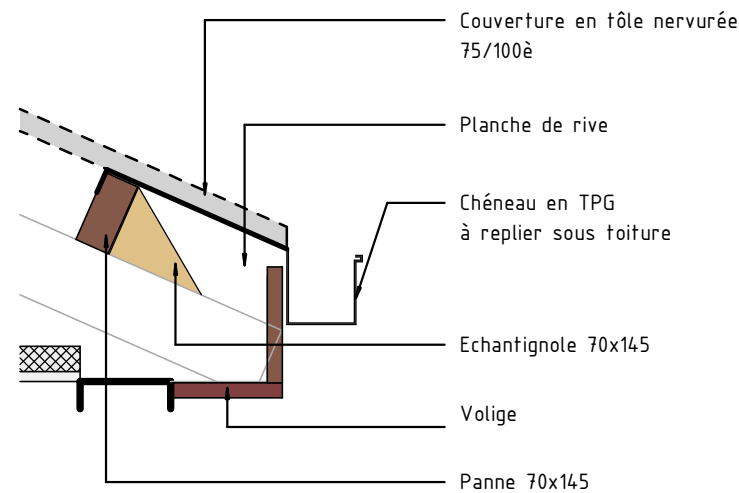 Couverture en tôle nervurée
75/100è
Planche de rive
Chéneau en TPG
à replier sous toiture
Echantignole 70x145
Volige
Panne 70x145